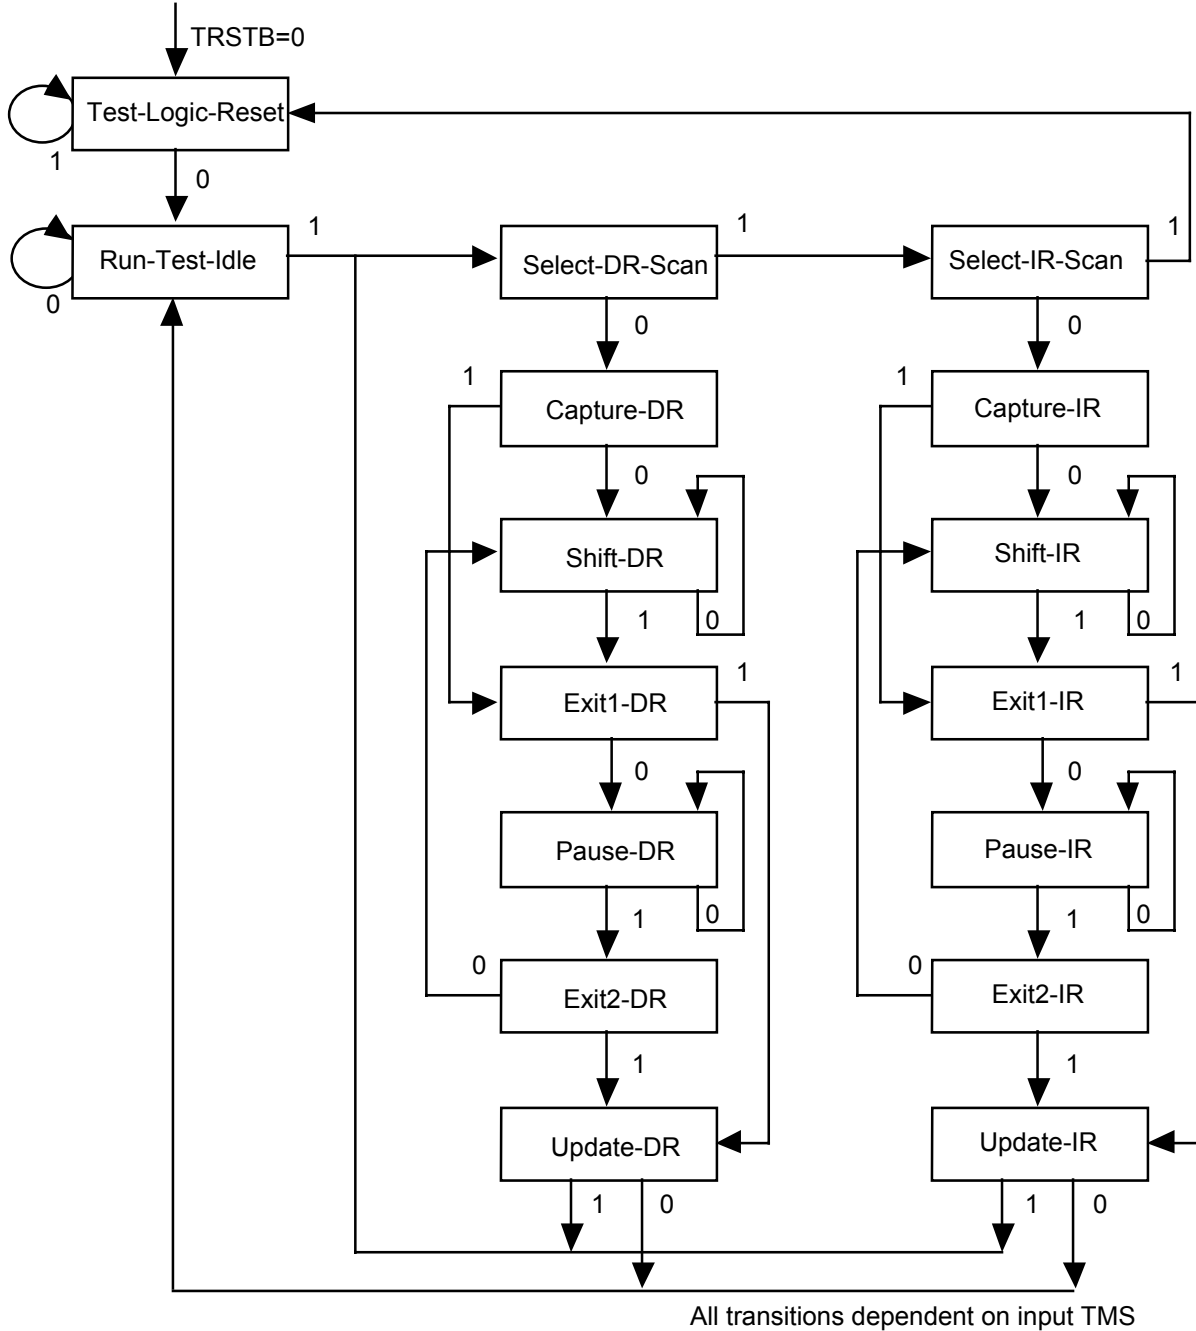 TRSTB=0
Test-Logic-Reset
1
0
Run-Test-Idle
1
0
Select-DR-Scan
1
Select-IR-Scan
1
0
0
1
Capture-DR
1
Capture-IR
0
0
Shift-DR
Shift-IR
1
0
1
0
Exit1-DR
1
Exit1-IR
1
0
0
Pause-DR
Pause-IR
1
0
1
0
0
Exit2-DR
0
Exit2-IR
1
1
Update-DR
Update-IR
1
0
1
0
All transitions dependent on input TMS